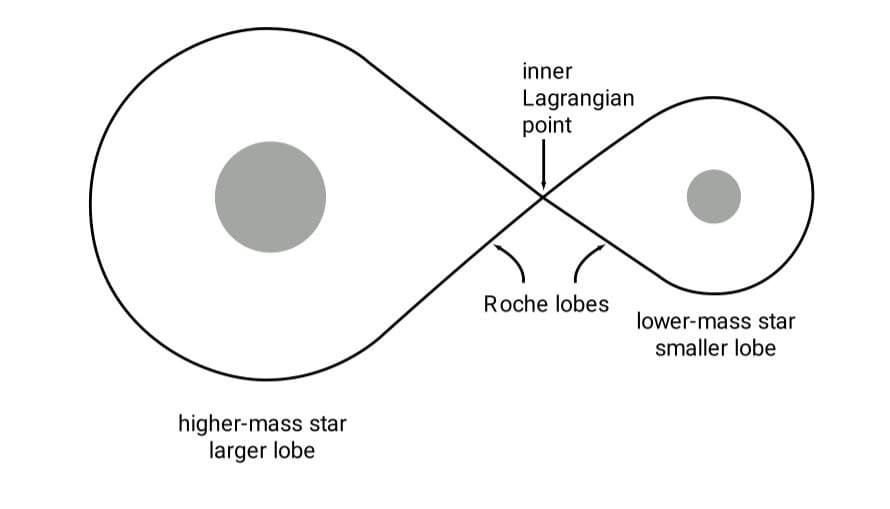 inner
Lagrangian
point
Roche lobes
lower-mass star
smaller lobe
higher-mass star
larger lobe